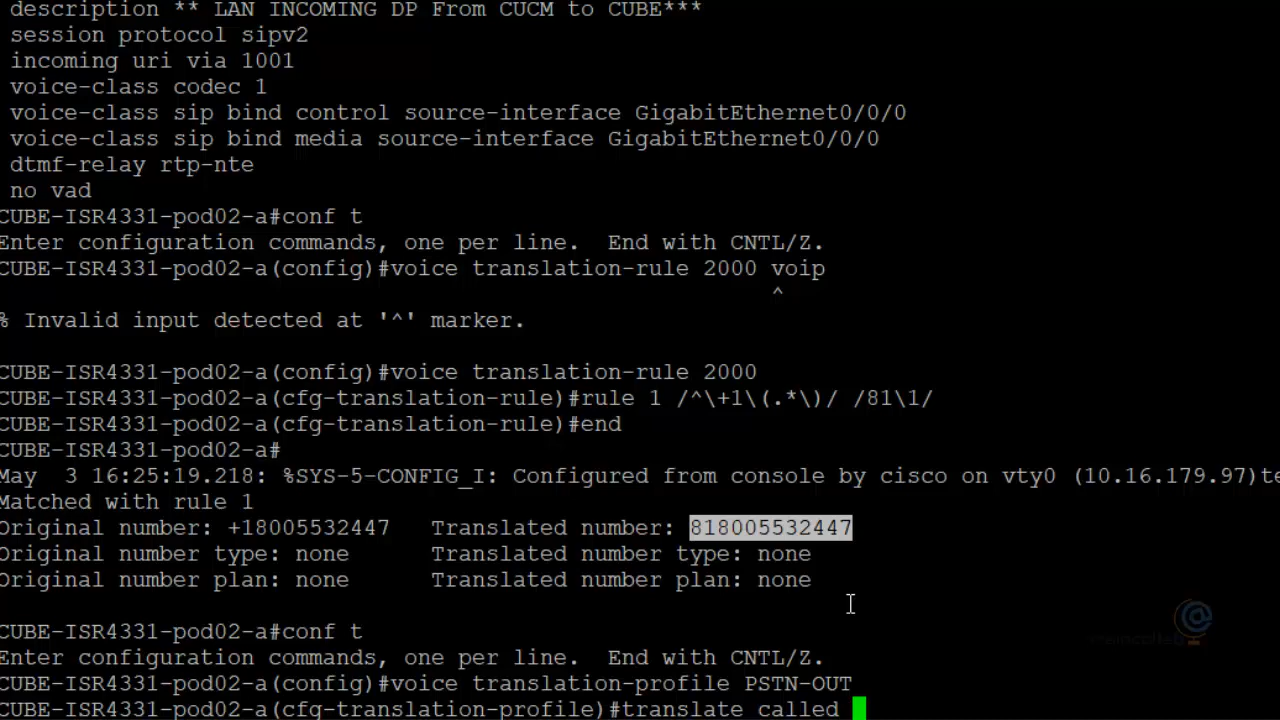 description ** LAN INCOMING DP From CUCM to CUBE***
session protocol sipv2
incoming uri via 1001
voice-class codec 1
voice-class sip bind control source-interface GigabitEthernet0/0/0
voice-class sip bind media source-interface GigabitEthernet0/0/0
dtmf-relay rtp-nte
no vad
CUBE-ISR4331-pod02-a#conf t
Enter configuration commands, one per line.  End with CNTL/Z.
CUBE-ISR4331-pod02-a(config)#voice translation-rule 2000 voip
^
% Invalid input detected at '^' marker.
CUBE-ISR4331-pod02-a(config)#voice translation-rule 2000
CUBE-ISR4331-pod02-a(cfg-translation-rule)#rule 1 /^\+1\(.*\)/ /81\1/
CUBE-ISR4331-pod02-a(cfg-translation-rule)#end
CUBE-ISR4331-pod02-a#
May  3 16:25:19.218: %SYS-5-CONFIG_I: Configured from console by cisco on vty0 (10.16.179.97)te
Matched with rule 1
Original number: +18005532447   Translated number: 818005532447
Original number type: none      Translated number type: none
Original number plan: none      Translated number plan: none
CUBE-ISR4331-pod02-a#conf t
Enter configuration commands, one per line.  End with CNTL/Z.
CUBE-ISR4331-pod02-a(config)#voice translation-profile PSTN-OUT
CUBE-ISR4331-pod02-a(cfg-translation-profile)#translate called